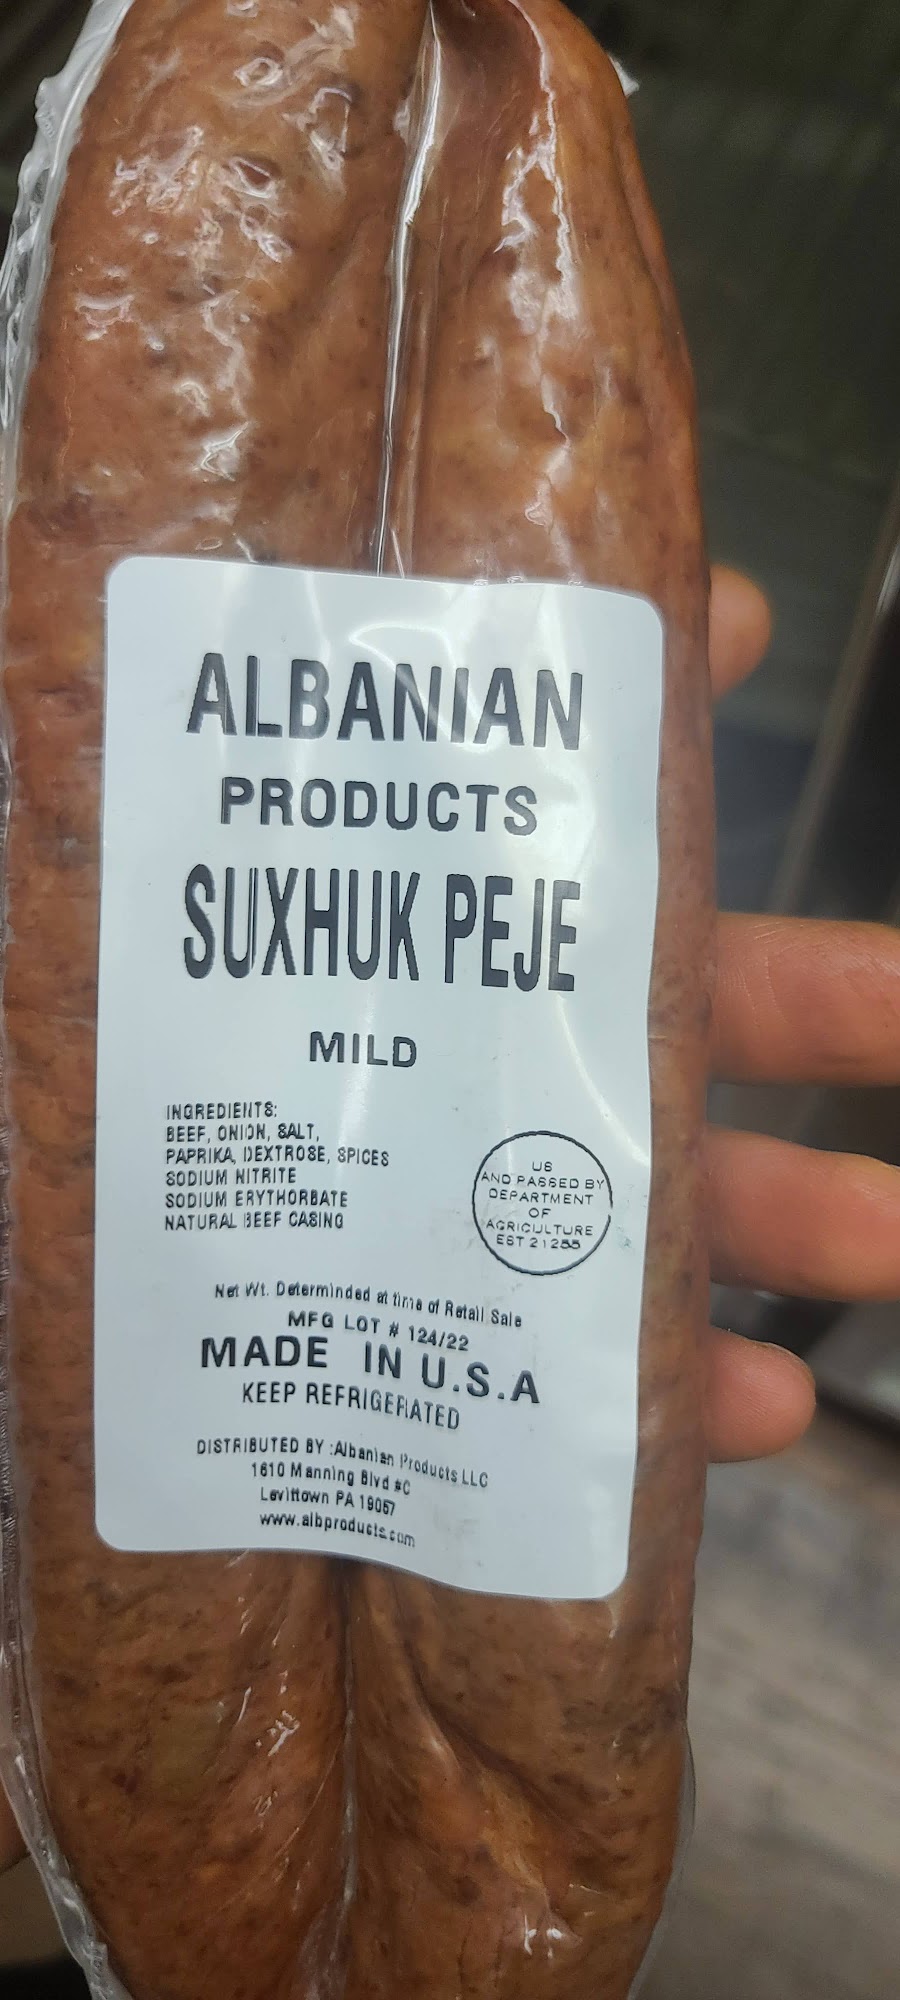 ALBANIAN
PRODUCTS
SUXHUK PEJE
MILD
INGREDIENTS:
BEEF, ONION, SALT,
PAPRIKA, DEXTROSE, SPICES
SODIUM NITRITE
SODIUM ERYTHORBATE
NATURAL BEEF CASING
US
AND PASSED BY
DEPARTMENT
OF
AGRICULTURE
EST 21255
Net Wt. Determinded at time of Retail Sale
MFG LOT # 124/22
MADE IN U.S.A
KEEP REFRIGERATED
DISTRIBUTED BY :Albanian Products LLC
1610 Manning Blvd #C
Levittown PA 19057
www.albproducts.com